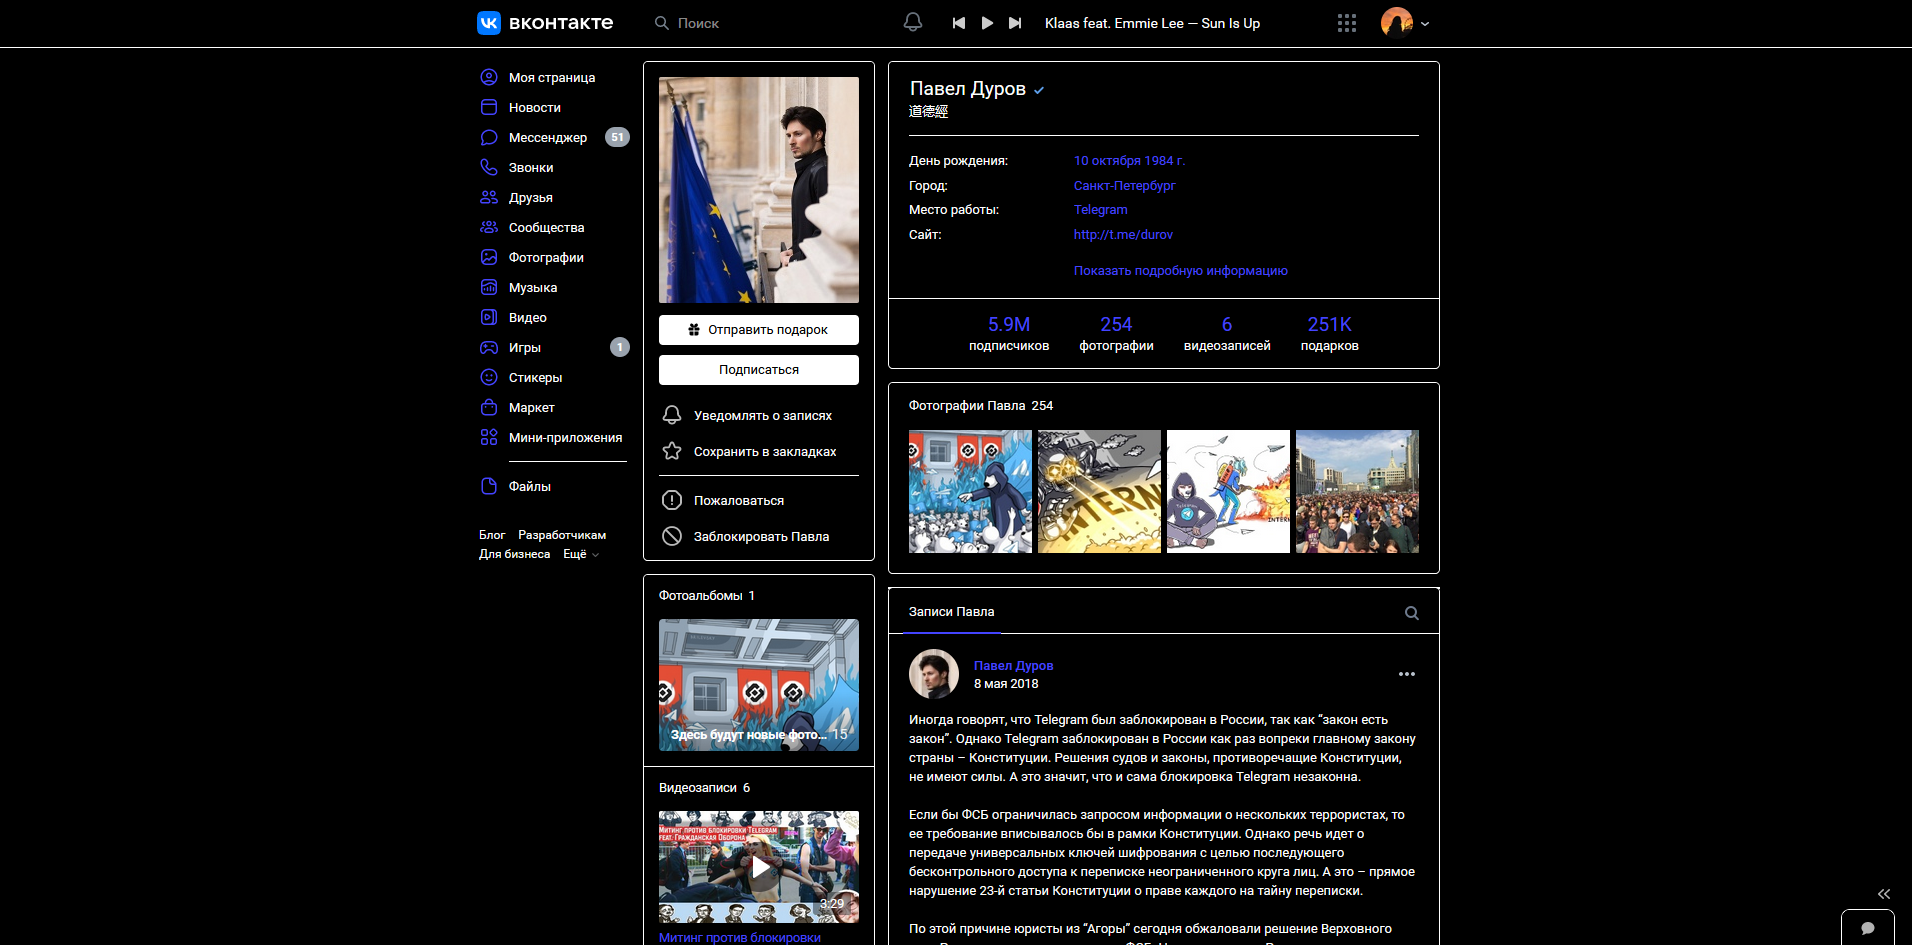 вконтакте
Поиск
Klaas feat. Emmie Lee — Sun Is Up
Моя страница
Новости
Мессенджер 51
Звонки
Друзья
Сообщества
Фотографии
Музыка
Видео
Игры 1
Стикеры
Маркет
Мини-приложения
Файлы
Блог Разработчикам
Для бизнеса Ещё
Отправить подарок
Подписаться
Уведомлять о записях
Сохранить в закладках
Пожаловаться
Заблокировать Павла
Фотоальбомы 1
Здесь будут новые фото... 15
Видеозаписи 6
Митинг против блокировки Telegram
feat. Гражданская Оборона
3:29
Митинг против блокировки
Павел Дуров
道德經
День рождения: 10 октября 1984 г.
Город: Санкт-Петербург
Место работы: Telegram
Сайт: http://t.me/durov
Показать подробную информацию
5.9M 254 6 251K
подписчиков фотографии видеозаписей подарков
Фотографии Павла 254
INTERN
Записи Павла
Павел Дуров
8 мая 2018
Иногда говорят, что Telegram был заблокирован в России, так как “закон есть
закон”. Однако Telegram заблокирован в России как раз вопреки главному закону
страны – Конституции. Решения судов и законы, противоречащие Конституции,
не имеют силы. А это значит, что и сама блокировка Telegram незаконна.
Если бы ФСБ ограничилась запросом информации о нескольких террористах, то
ее требование вписывалось бы в рамки Конституции. Однако речь идет о
передаче универсальных ключей шифрования с целью последующего
бесконтрольного доступа к переписке неограниченного круга лиц. А это – прямое
нарушение 23-й статьи Конституции о праве каждого на тайну переписки.
По этой причине юристы из “Агоры” сегодня обжаловали решение Верховного